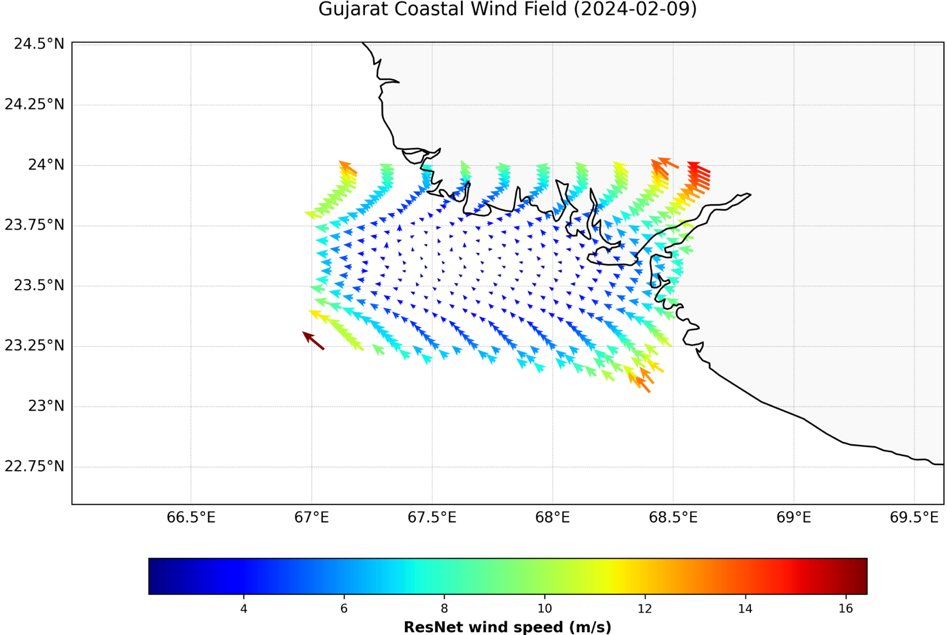 Gujarat Coastal Wind Field (2024-02-09)
24.5°N
24.25°N
24°N
23.75°N
23.5°N
23.25°N
23°N
22.75°N
66.5°E 67°E 67.5°E 68°E 68.5°E 69°E 69.5°E
4 6 8 10 12 14 16
ResNet wind speed (m/s)